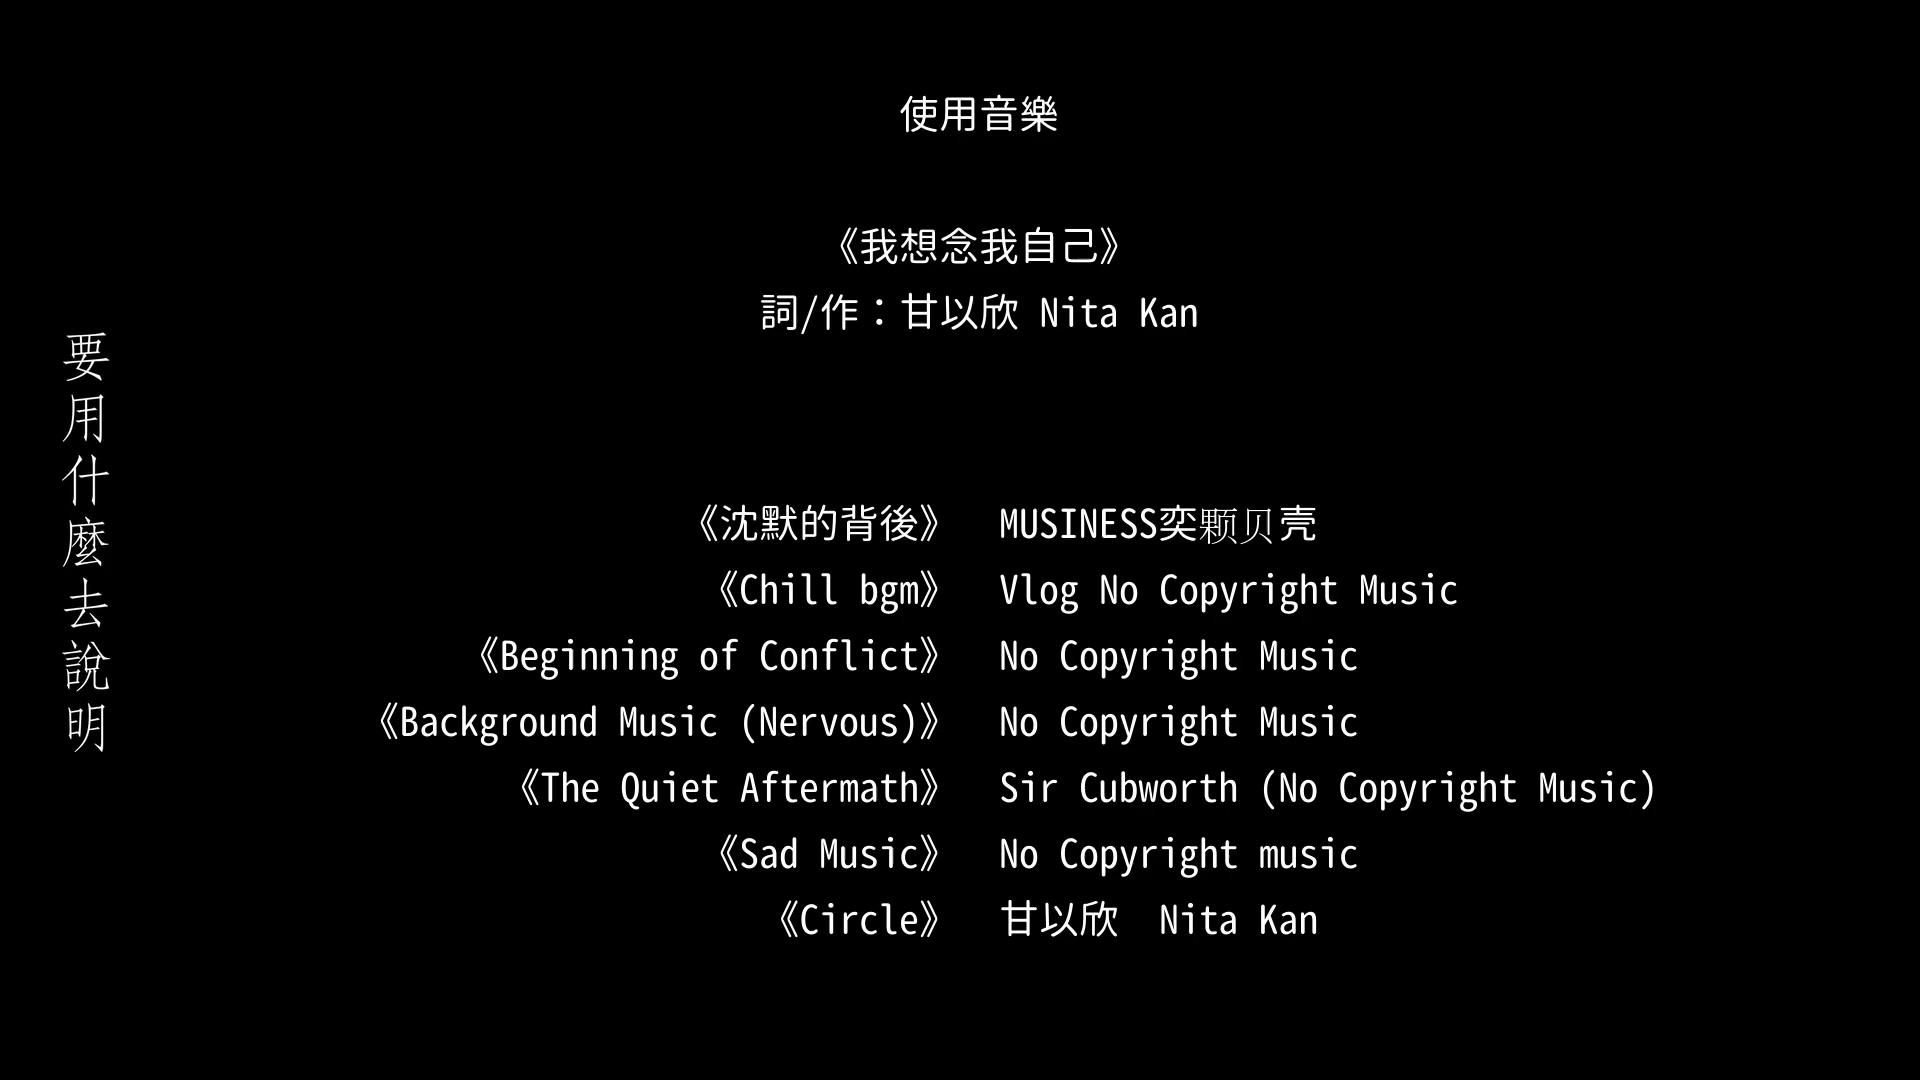 使用音樂
《我想念我自己》
詞/作：甘以欣 Nita Kan
要用什麼去說明
《沈默的背後》 MUSINESS奕颗贝壳
《Chill bgm》 Vlog No Copyright Music
《Beginning of Conflict》 No Copyright Music
《Background Music (Nervous)》 No Copyright Music
《The Quiet Aftermath》 Sir Cubworth (No Copyright Music)
《Sad Music》 No Copyright music
《Circle》 甘以欣　Nita Kan